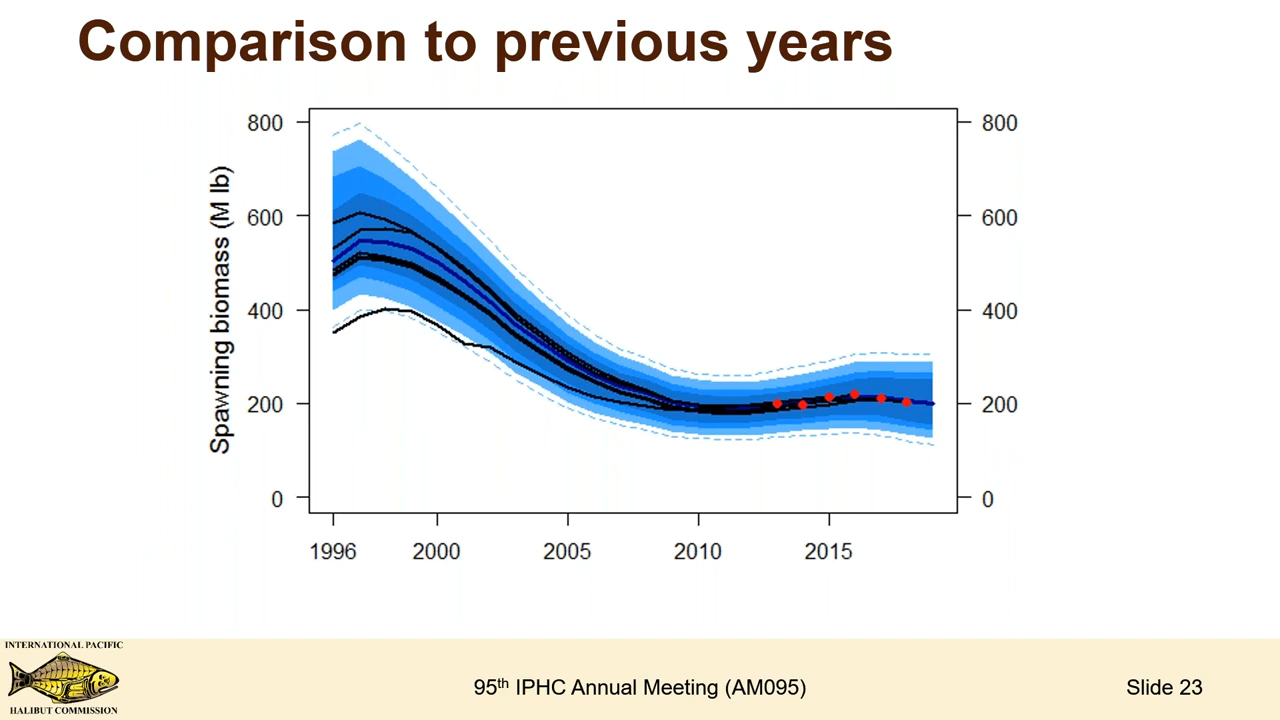 Comparison to previous years
Spawning biomass (M lb)
800
600
400
200
0
800
600
400
200
0
1996
2000
2005
2010
2015
INTERNATIONAL PACIFIC
HALIBUT COMMISSION
95th IPHC Annual Meeting (AM095)
Slide 23